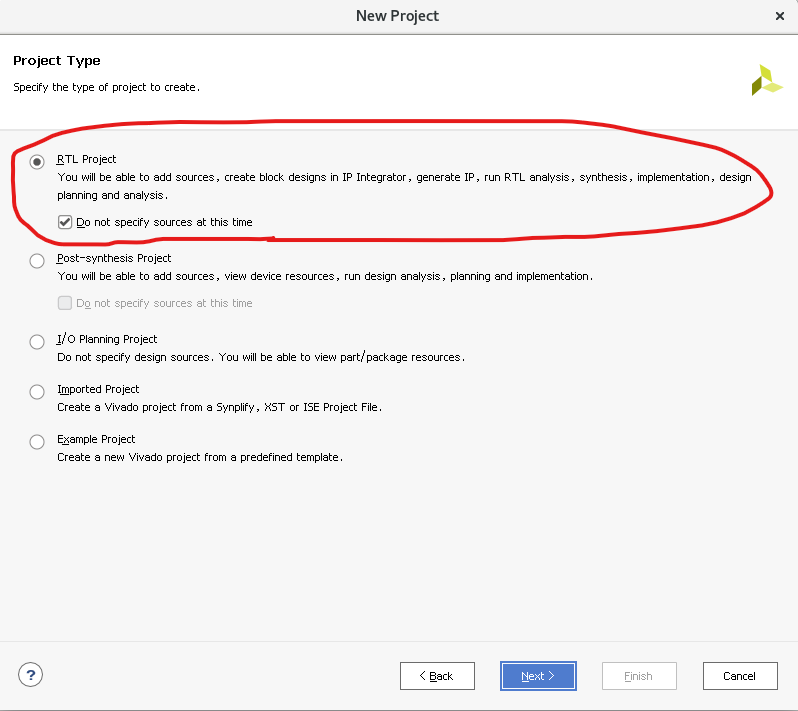 New Project
Project Type
Specify the type of project to create.
RTL Project
You will be able to add sources, create block designs in IP Integrator, generate IP, run RTL analysis, synthesis, implementation, design
planning and analysis.
Do not specify sources at this time
Post-synthesis Project
You will be able to add sources, view device resources, run design analysis, planning and implementation.
Do not specify sources at this time
I/O Planning Project
Do not specify design sources. You will be able to view part/package resources.
Imported Project
Create a Vivado project from a Synplify, XST or ISE Project File.
Example Project
Create a new Vivado project from a predefined template.
? < Back Next > Finish Cancel